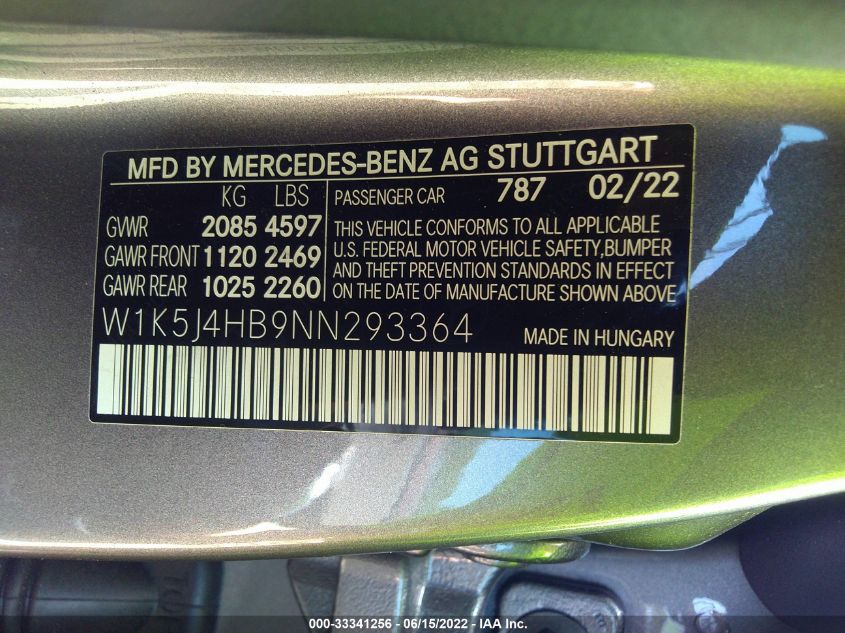 MFD BY MERCEDES-BENZ AG STUTTGART
KG LBS
GVWR 2085 4597
GAWR FRONT 1120 2469
GAWR REAR 1025 2260
PASSENGER CAR 787 02/22
THIS VEHICLE CONFORMS TO ALL APPLICABLE
U.S. FEDERAL MOTOR VEHICLE SAFETY,BUMPER
AND THEFT PREVENTION STANDARDS IN EFFECT
ON THE DATE OF MANUFACTURE SHOWN ABOVE
W1K5J4HB9NN293364
MADE IN HUNGARY
000-33341256 - 06/15/2022 - IAA Inc.